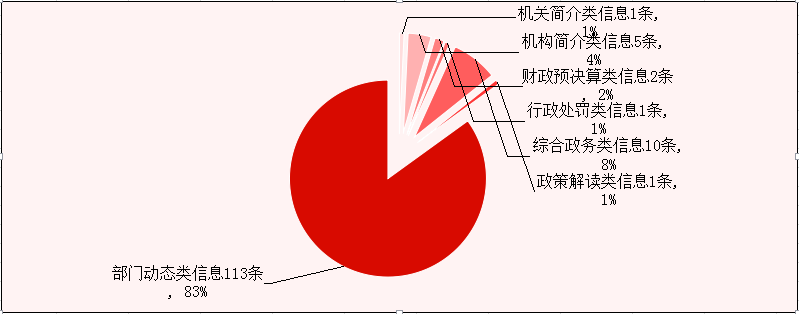 机关简介类信息1条,
1%
机构简介类信息5条,
4%
财政预决算类信息2条
, 2%
行政处罚类信息1条,
1%
综合政务类信息10条,
8%
政策解读类信息1条,
1%
部门动态类信息113条
, 83%